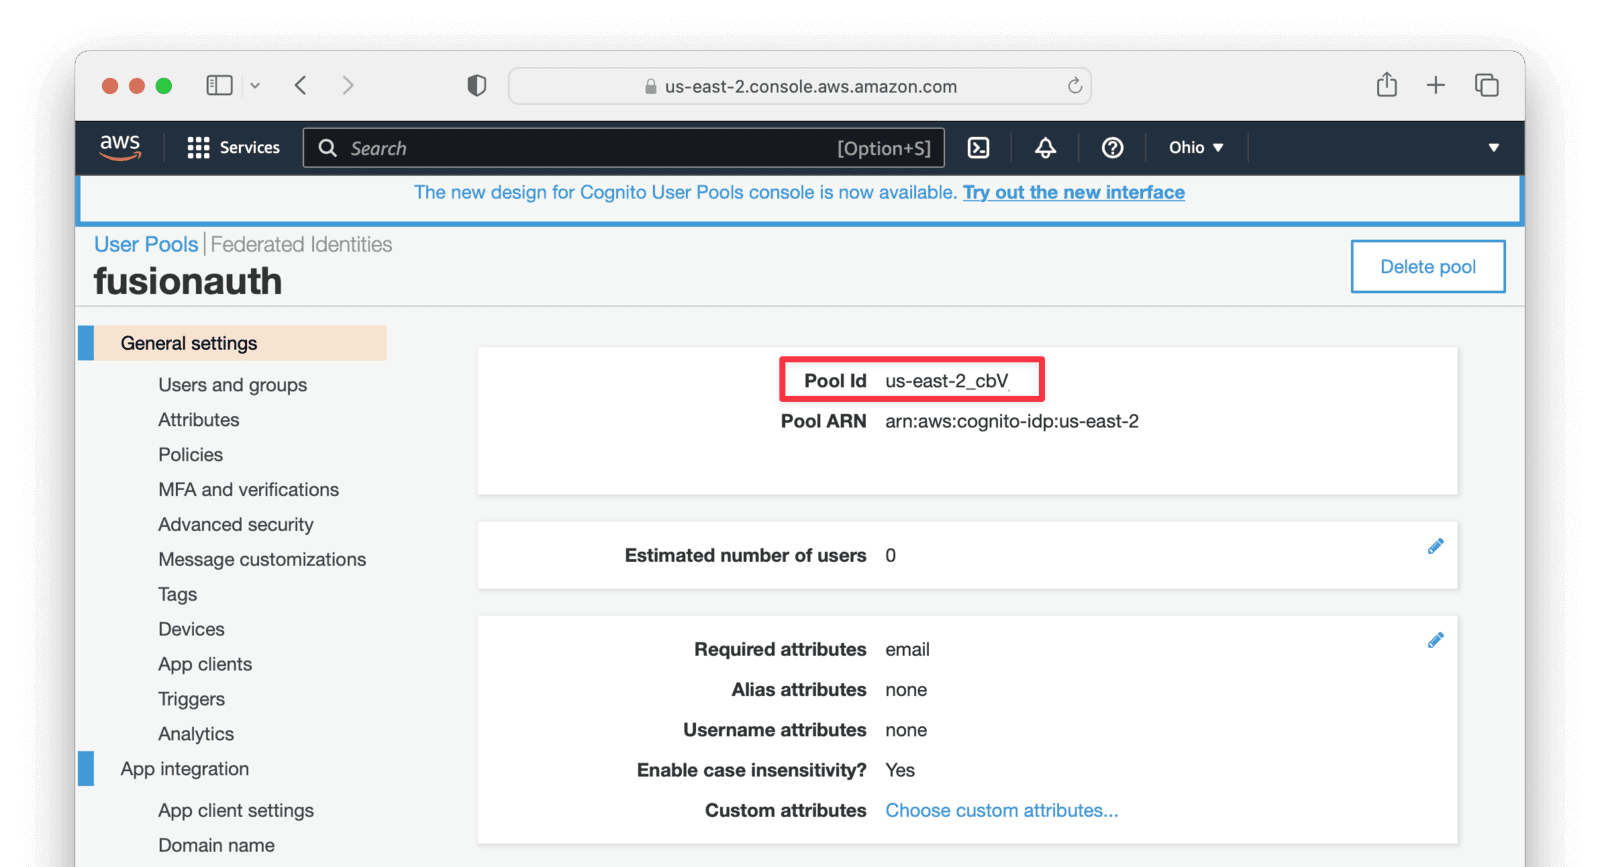 us-east-2.console.aws.amazon.com
aws Services Search [Option+S] Ohio
The new design for Cognito User Pools console is now available. Try out the new interface
User Pools Federated Identities
fusionauth
Delete pool
General settings
Users and groups
Attributes
Policies
MFA and verifications
Advanced security
Message customizations
Tags
Devices
App clients
Triggers
Analytics
App integration
App client settings
Domain name
Pool Id us-east-2_cbV
Pool ARN arn:aws:cognito-idp:us-east-2
Estimated number of users 0
Required attributes email
Alias attributes none
Username attributes none
Enable case insensitivity? Yes
Custom attributes Choose custom attributes...